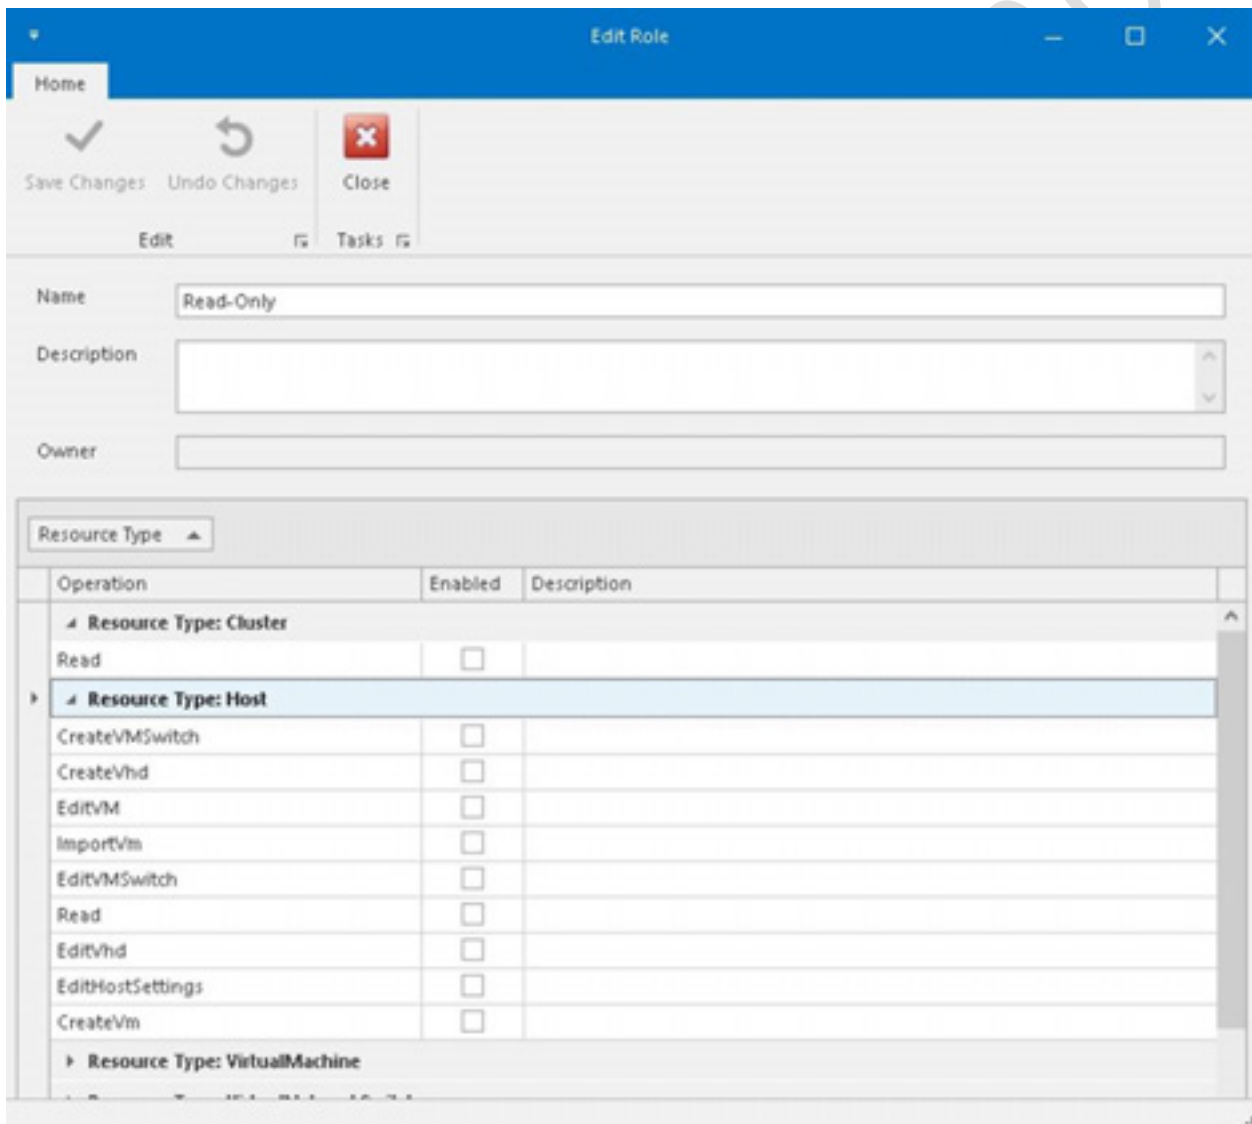 Edit Role
Home
Save Changes Undo Changes Close
Edit Tasks
Name Read-Only
Description
Owner
Resource Type
Operation Enabled Description
Resource Type: Cluster
Read
Resource Type: Host
CreateVMSwitch
CreateVhd
EditVM
ImportVm
EditVMSwitch
Read
EditVhd
EditHostSettings
CreateVm
Resource Type: VirtualMachine